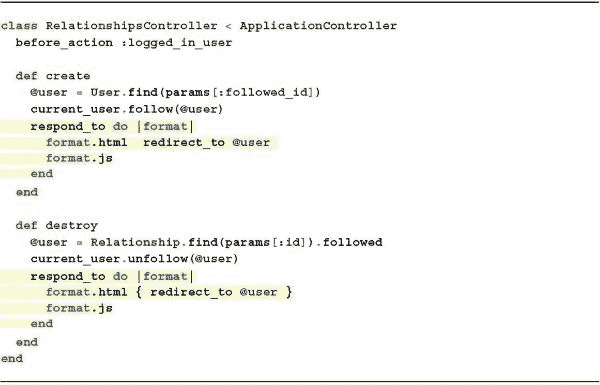 class RelationshipsController < ApplicationController
  before_action :logged_in_user

  def create
    @user = User.find(params[:followed_id])
    current_user.follow(@user)
    respond_to do |format|
      format.html  redirect_to @user
      format.js
    end
  end

  def destroy
    @user = Relationship.find(params[:id]).followed
    current_user.unfollow(@user)
    respond_to do |format|
      format.html { redirect_to @user }
      format.js
    end
  end
end